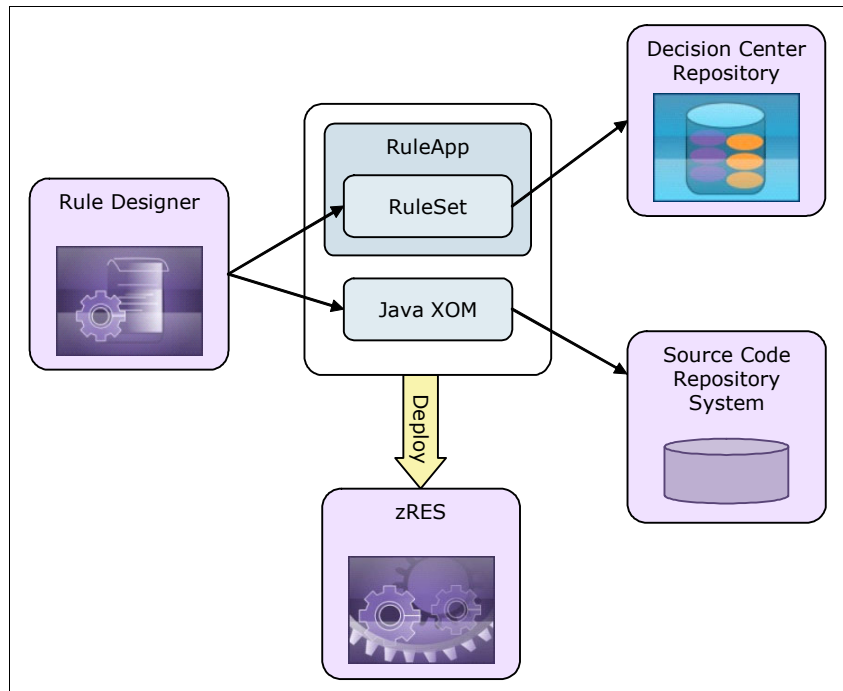 Decision Center
Repository
RuleApp
RuleSet
Rule Designer
Java XOM
Source Code
Repository
System
Deploy
zRES